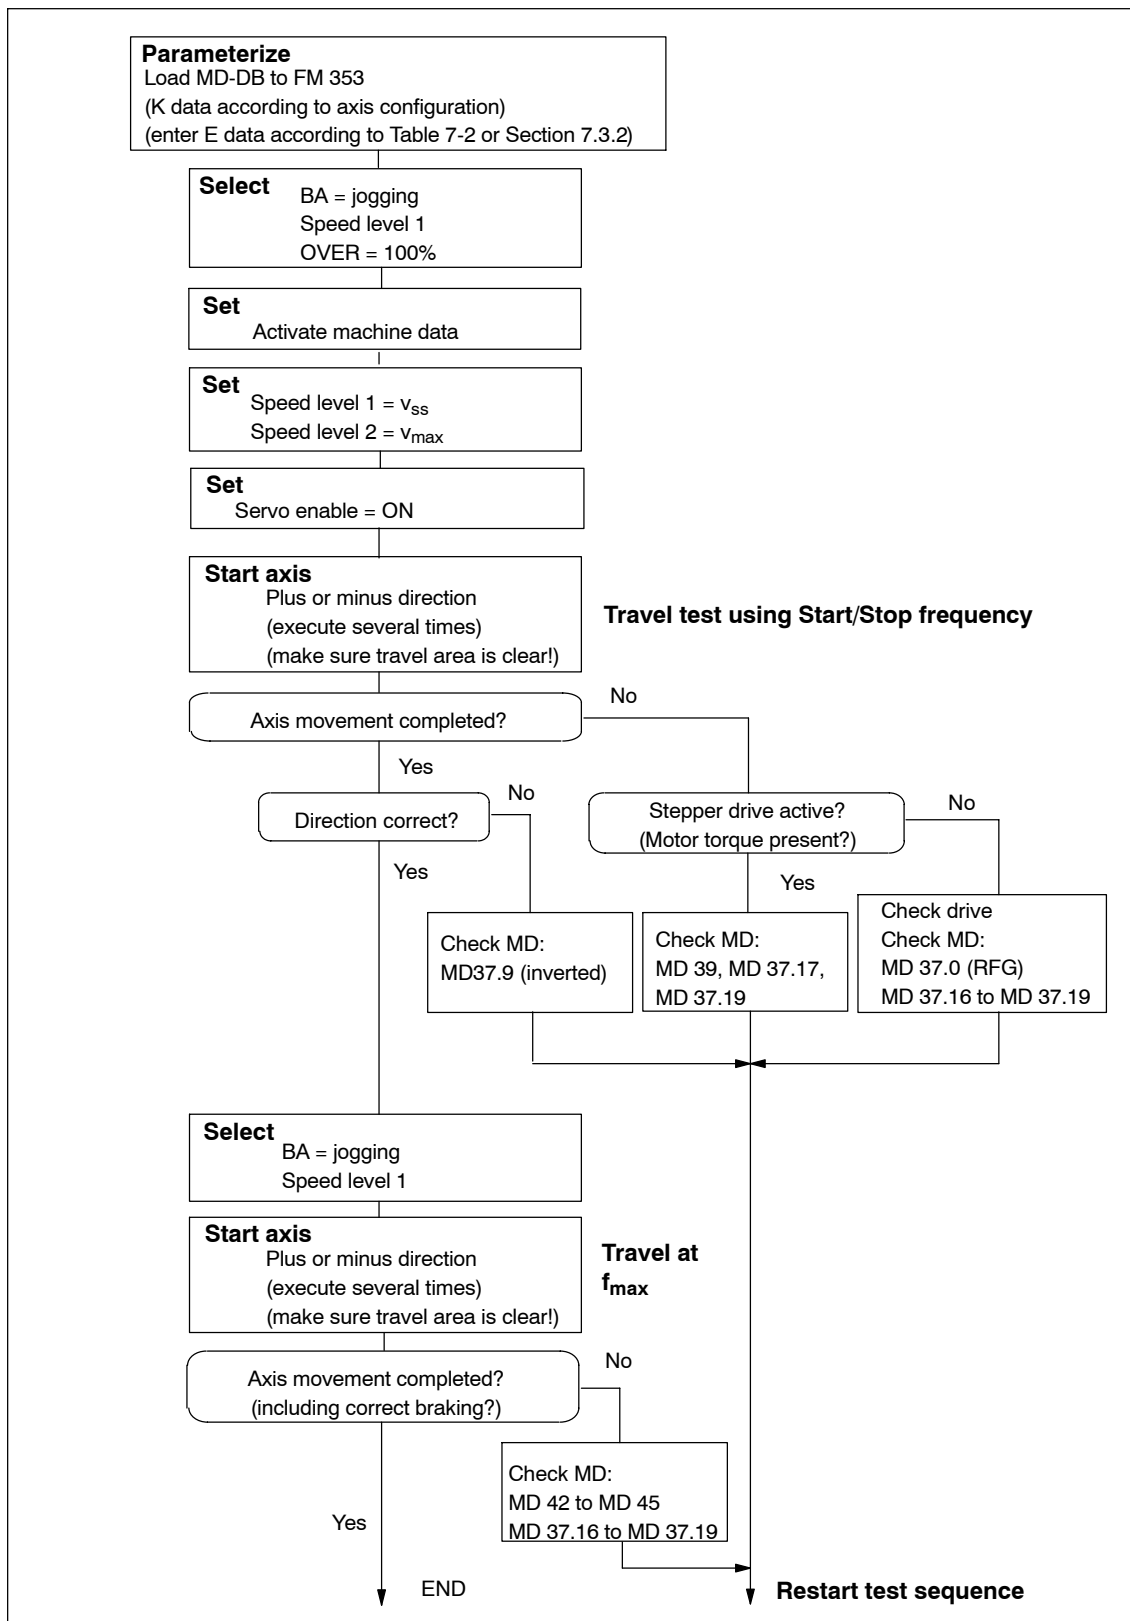 Parameterize
Load MD-DB to FM 353
(K data according to axis configuration)
(enter E data according to Table 7-2 or Section 7.3.2)
Select
BA = jogging
Speed level 1
OVER = 100%
Set
Activate machine data
Set
Speed level 1 = vss
Speed level 2 = vmax
Set
Servo enable = ON
Start axis
Plus or minus direction
(execute several times)
(make sure travel area is clear!)
Travel test using Start/Stop frequency
Axis movement completed?
No
Yes
Direction correct?
No
Stepper drive active?
(Motor torque present?)
No
Yes
Yes
Check MD:
MD37.9 (inverted)
Check MD:
MD 39, MD 37.17,
MD 37.19
Check drive
Check MD:
MD 37.0 (RFG)
MD 37.16 to MD 37.19
Select
BA = jogging
Speed level 1
Start axis
Plus or minus direction
(execute several times)
(make sure travel area is clear!)
Travel at
fmax
Axis movement completed?
(including correct braking?)
No
Check MD:
MD 42 to MD 45
MD 37.16 to MD 37.19
Yes
END
Restart test sequence